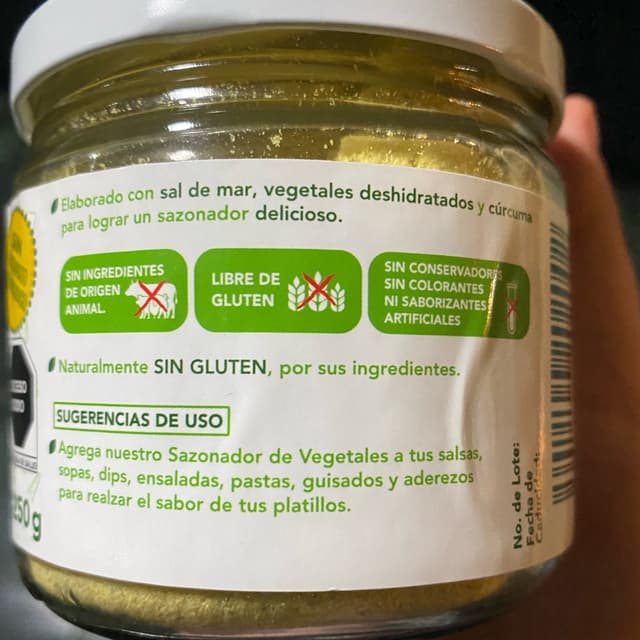 Elaborado con sal de mar, vegetales deshidratados y cúrcuma
para lograr un sazonador delicioso.
SIN INGREDIENTES
DE ORIGEN
ANIMAL.
LIBRE DE
GLUTEN
SIN CONSERVADORES
SIN COLORANTES
NI SABORIZANTES
ARTIFICIALES
Naturalmente SIN GLUTEN, por sus ingredientes.
SUGERENCIAS DE USO
Agrega nuestro Sazonador de Vegetales a tus salsas,
sopas, dips, ensaladas, pastas, guisados y aderezos
para realzar el sabor de tus platillos.
No. de Lote:
Fecha de
Caducidad: